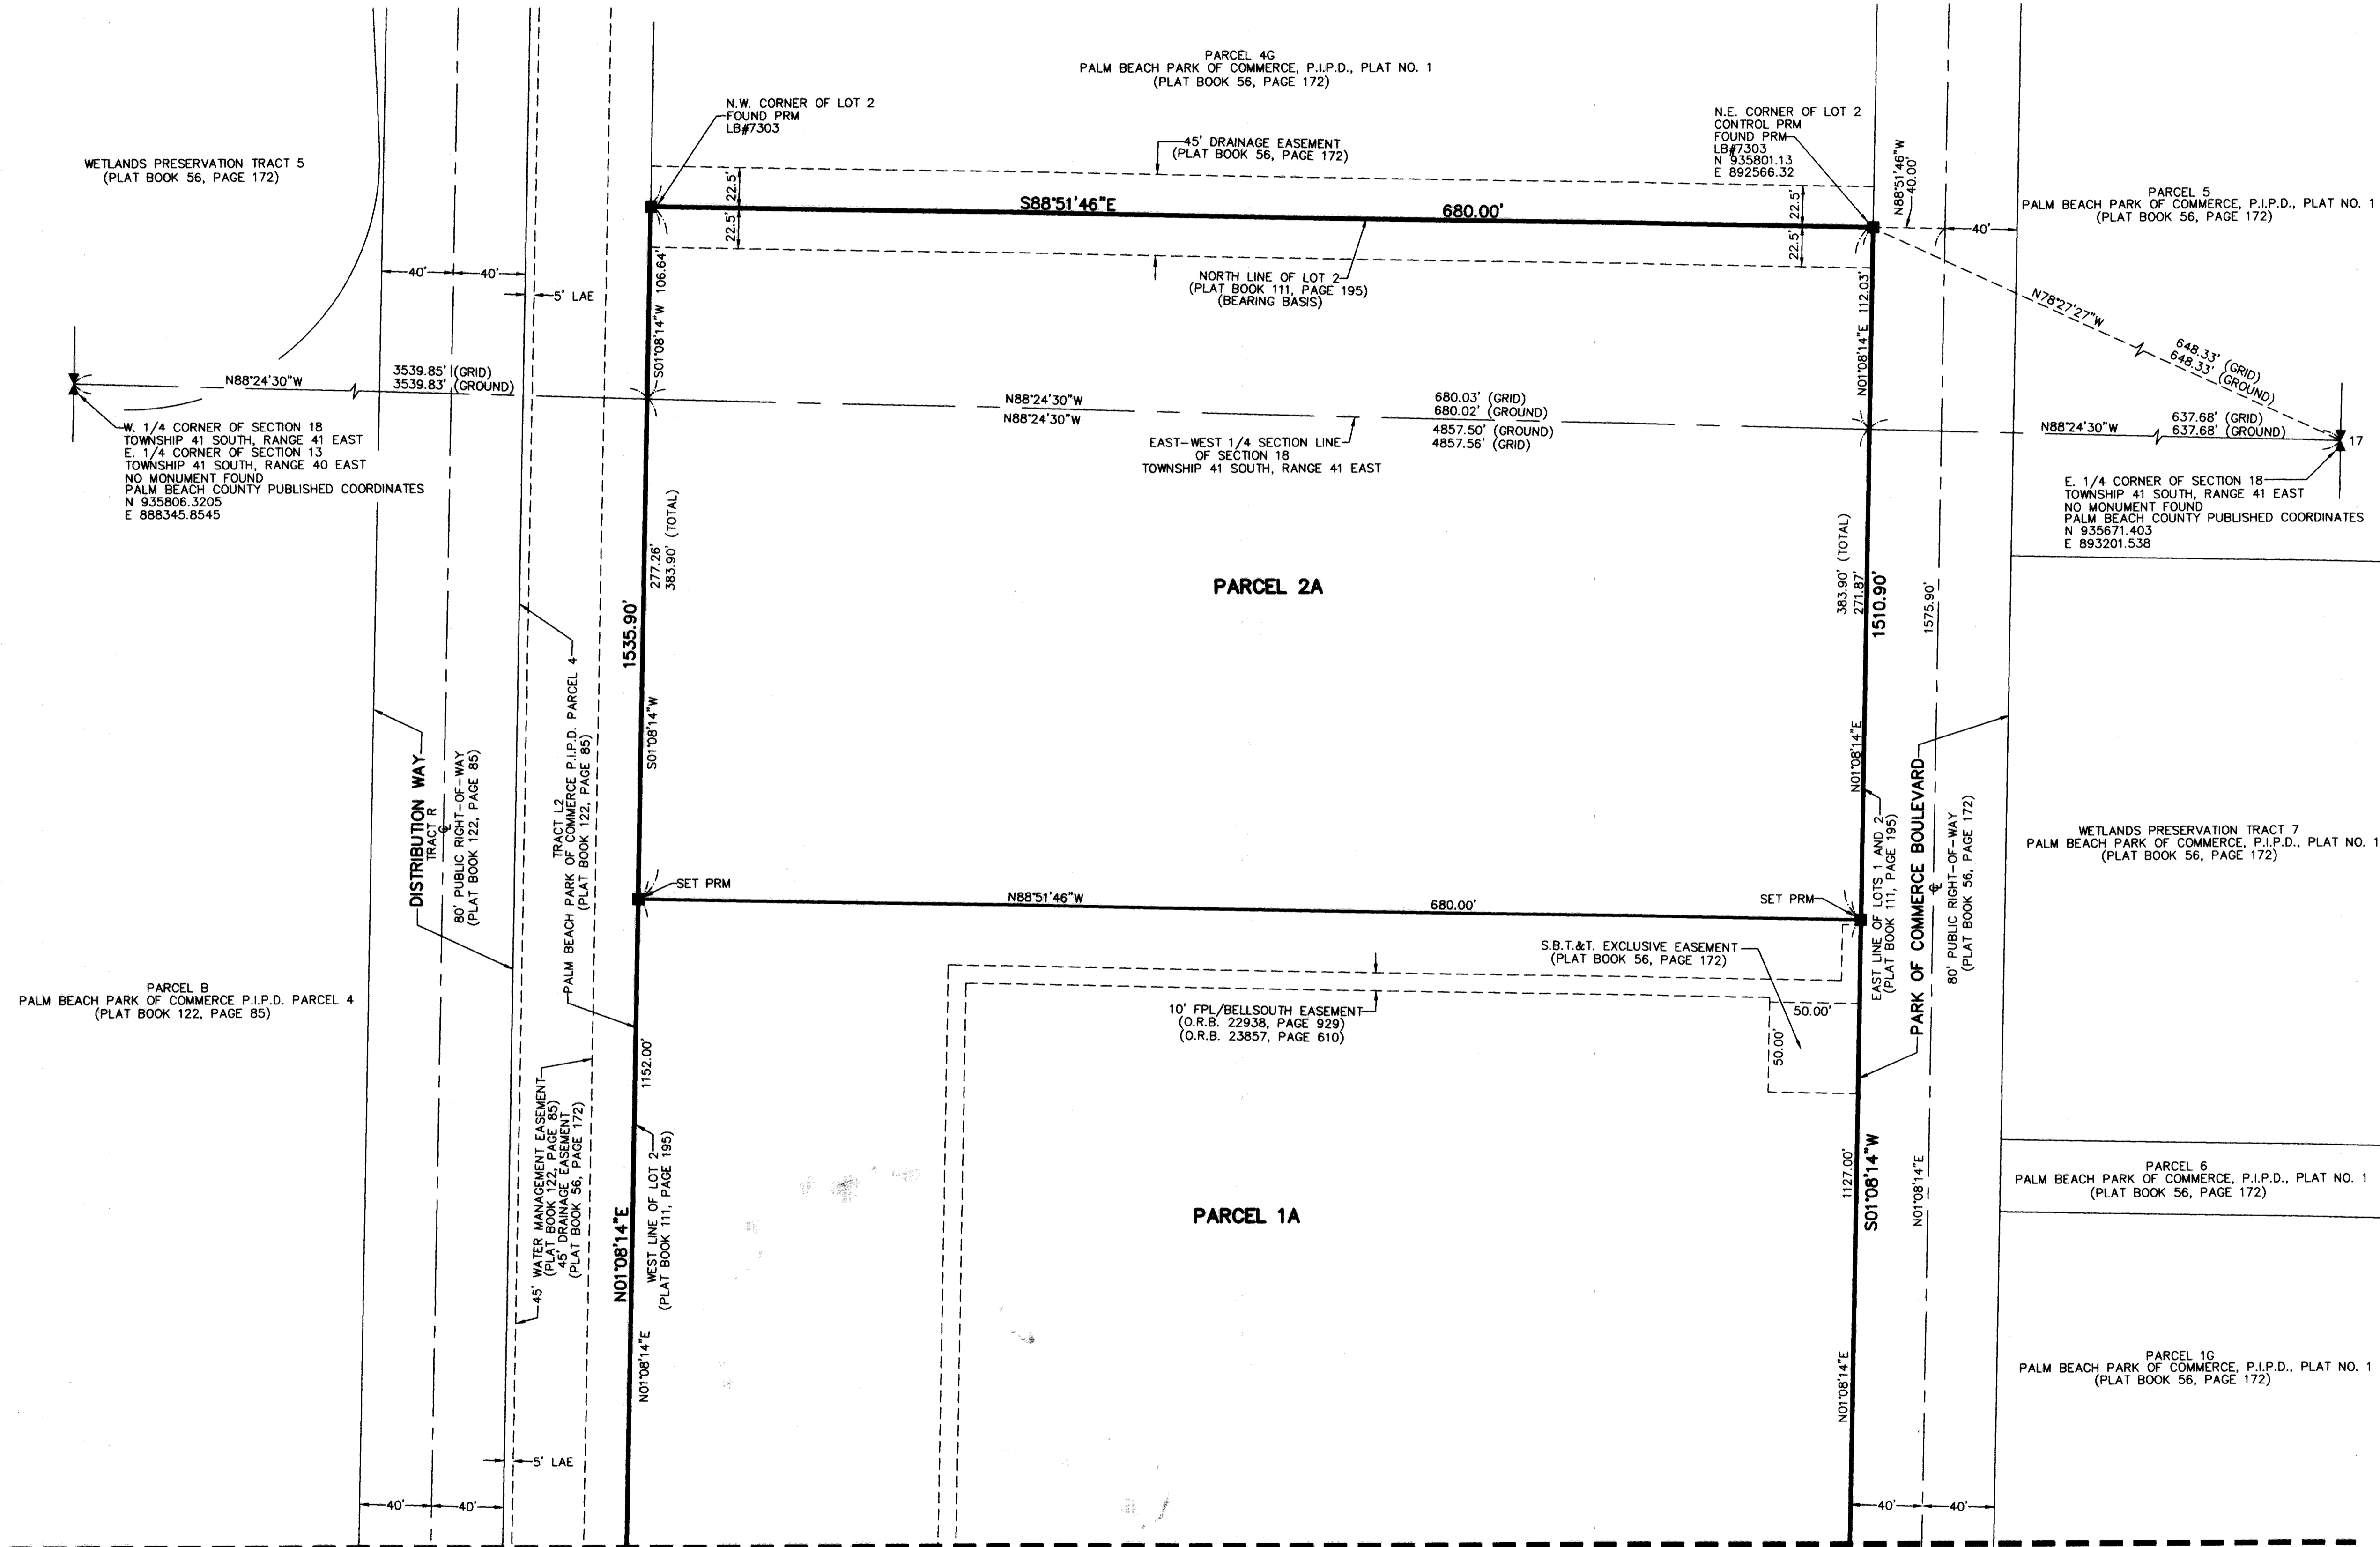 PARCEL 4G
PALM BEACH PARK OF COMMERCE, P.I.P.D., PLAT NO. 1
(PLAT BOOK 56, PAGE 172)
N.W. CORNER OF LOT 2
FOUND PRM
LB#7303
N.E. CORNER OF LOT 2
CONTROL PRM
FOUND PRM
LB#7303
N 935801.13
E 892566.32
N88°51'46"W
40.00'
WETLANDS PRESERVATION TRACT 5
(PLAT BOOK 56, PAGE 172)
45' DRAINAGE EASEMENT
(PLAT BOOK 56, PAGE 172)
PARCEL 5
PALM BEACH PARK OF COMMERCE, P.I.P.D., PLAT NO. 1
(PLAT BOOK 56, PAGE 172)
22.5'
22.5'
S88°51'46"E
680.00'
22.5'
22.5'
40'
40'
40'
5' LAE
S01°08'14"W 106.64'
NORTH LINE OF LOT 2
(PLAT BOOK 111, PAGE 195)
(BEARING BASIS)
N01°08'14"E 112.03'
N78°27'27"W
648.33' (GRID)
648.33' (GROUND)
N88°24'30"W
3539.85' (GRID)
3539.83' (GROUND)
N88°24'30"W
N88°24'30"W
680.03' (GRID)
680.02' (GROUND)
4857.50' (GROUND)
4857.56' (GRID)
N88°24'30"W
637.68' (GRID)
637.68' (GROUND)
17
W. 1/4 CORNER OF SECTION 18
TOWNSHIP 41 SOUTH, RANGE 41 EAST
E. 1/4 CORNER OF SECTION 13
TOWNSHIP 41 SOUTH, RANGE 40 EAST
NO MONUMENT FOUND
PALM BEACH COUNTY PUBLISHED COORDINATES
N 935806.3205
E 888345.8545
EAST-WEST 1/4 SECTION LINE
OF SECTION 18
TOWNSHIP 41 SOUTH, RANGE 41 EAST
E. 1/4 CORNER OF SECTION 18
TOWNSHIP 41 SOUTH, RANGE 41 EAST
NO MONUMENT FOUND
PALM BEACH COUNTY PUBLISHED COORDINATES
N 935671.403
E 893201.538
277.26'
383.90' (TOTAL)
1535.90'
S01°08'14"W
PARCEL 2A
383.90' (TOTAL)
271.87'
1510.90'
1575.90'
N01°08'14"E
DISTRIBUTION WAY
TRACT R
℄
80' PUBLIC RIGHT-OF-WAY
(PLAT BOOK 122, PAGE 85)
TRACT L2
PALM BEACH PARK OF COMMERCE P.I.P.D. PARCEL 4
(PLAT BOOK 122, PAGE 85)
EAST LINE OF LOTS 1 AND 2
(PLAT BOOK 111, PAGE 195)
PARK OF COMMERCE BOULEVARD
℄
80' PUBLIC RIGHT-OF-WAY
(PLAT BOOK 56, PAGE 172)
WETLANDS PRESERVATION TRACT 7
PALM BEACH PARK OF COMMERCE, P.I.P.D., PLAT NO. 1
(PLAT BOOK 56, PAGE 172)
SET PRM
N88°51'46"W
680.00'
SET PRM
S.B.T.&T. EXCLUSIVE EASEMENT
(PLAT BOOK 56, PAGE 172)
PARCEL B
PALM BEACH PARK OF COMMERCE P.I.P.D. PARCEL 4
(PLAT BOOK 122, PAGE 85)
10' FPL/BELLSOUTH EASEMENT
(O.R.B. 22938, PAGE 929)
(O.R.B. 23857, PAGE 610)
50.00'
50.00'
1152.00'
45' WATER MANAGEMENT EASEMENT
(PLAT BOOK 122, PAGE 85)
45' DRAINAGE EASEMENT
(PLAT BOOK 56, PAGE 172)
WEST LINE OF LOT 2
(PLAT BOOK 111, PAGE 195)
N01°08'14"E
N01°08'14"E
PARCEL 1A
1127.00'
S01°08'14"W
N01°08'14"E
N01°08'14"E
PARCEL 6
PALM BEACH PARK OF COMMERCE, P.I.P.D., PLAT NO. 1
(PLAT BOOK 56, PAGE 172)
PARCEL 1G
PALM BEACH PARK OF COMMERCE, P.I.P.D., PLAT NO. 1
(PLAT BOOK 56, PAGE 172)
5' LAE
40'
40'
40'
40'